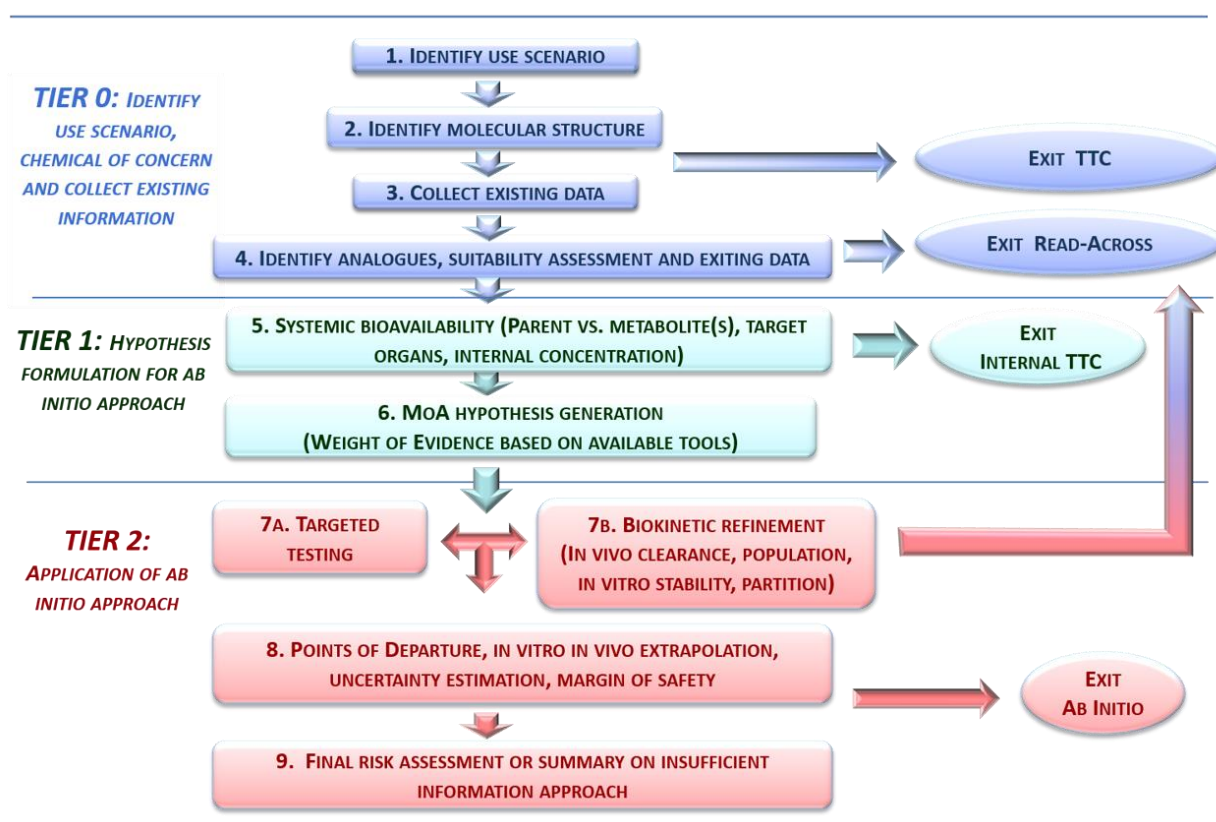 1. Identify use scenario
TIER 0: Identify
use scenario,
chemical of concern
and collect existing
information
2. Identify molecular structure
Exit TTC
3. Collect existing data
Exit Read-Across
4. Identify analogues, suitability assessment and exiting data
TIER 1: Hypothesis
formulation for ab
initio approach
5. Systemic bioavailability (Parent vs. metabolite(s), target
organs, internal concentration)
Exit
Internal TTC
6. MoA hypothesis generation
(Weight of Evidence based on available tools)
TIER 2:
Application of ab
initio approach
7a. Targeted
testing
7b. Biokinetic refinement
(In vivo clearance, population,
in vitro stability, partition)
8. Points of Departure, in vitro in vivo extrapolation,
uncertainty estimation, margin of safety
Exit
Ab Initio
9. Final risk assessment or summary on insufficient
information approach